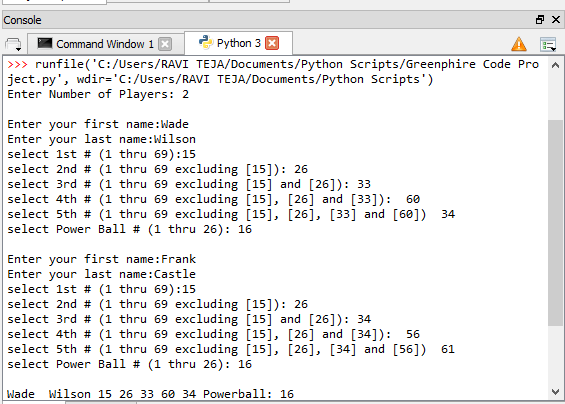 Console
Command Window 1
Python 3
>>> runfile('C:/Users/RAVI TEJA/Documents/Python Scripts/Greenphire Code Pro
ject.py', wdir='C:/Users/RAVI TEJA/Documents/Python Scripts')
Enter Number of Players: 2
Enter your first name:Wade
Enter your last name:Wilson
select 1st # (1 thru 69):15
select 2nd # (1 thru 69 excluding [15]): 26
select 3rd # (1 thru 69 excluding [15] and [26]): 33
select 4th # (1 thru 69 excluding [15], [26] and [33]):  60
select 5th # (1 thru 69 excluding [15], [26], [33] and [60])  34
select Power Ball # (1 thru 26): 16
Enter your first name:Frank
Enter your last name:Castle
select 1st # (1 thru 69):15
select 2nd # (1 thru 69 excluding [15]): 26
select 3rd # (1 thru 69 excluding [15] and [26]): 34
select 4th # (1 thru 69 excluding [15], [26] and [34]):  56
select 5th # (1 thru 69 excluding [15], [26], [34] and [56])  61
select Power Ball # (1 thru 26): 16
Wade  Wilson 15 26 33 60 34 Powerball: 16